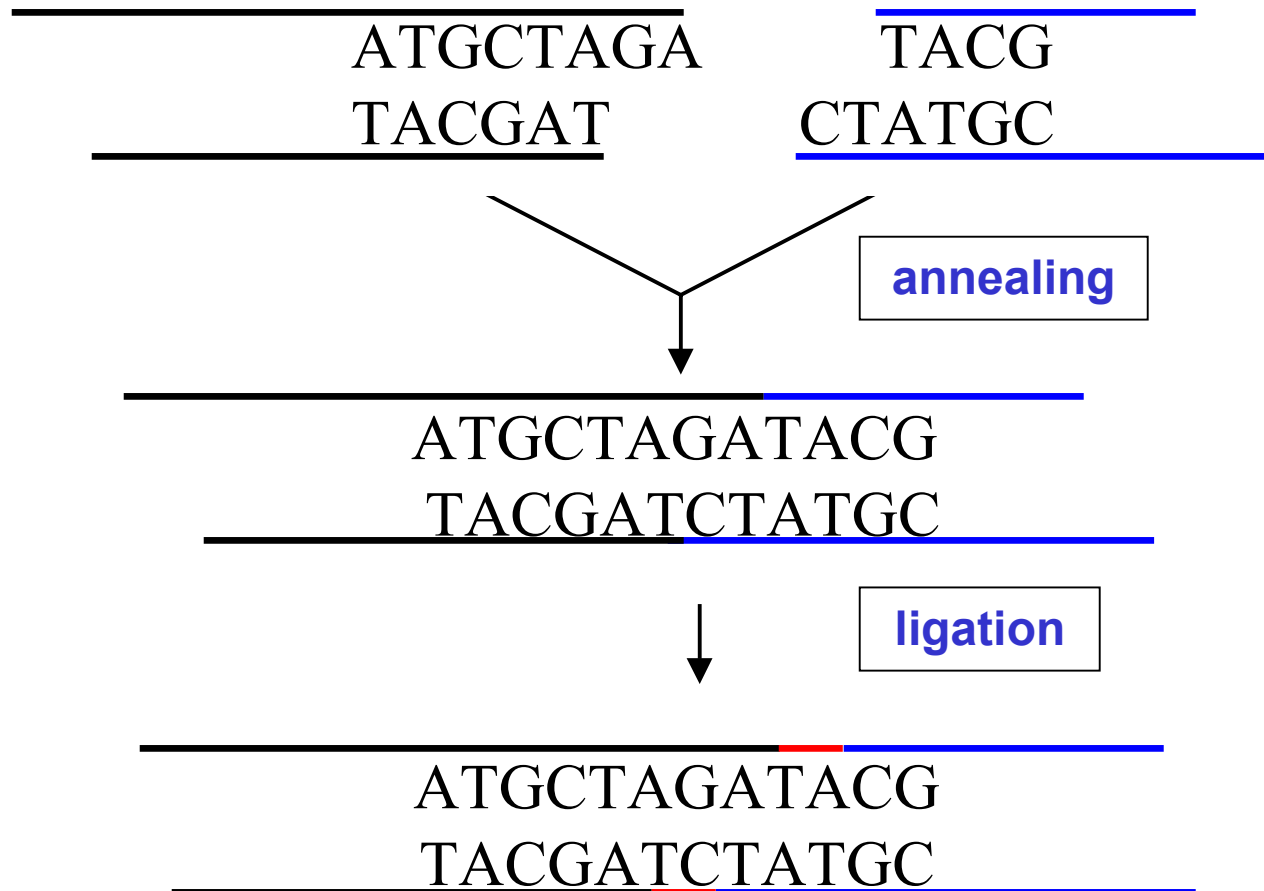 ATGCTAGA TACG
TACGAT CTATGC
annealing
ATGCTAGATACG
TACGATCTATGC
ligation
ATGCTAGATACG
TACGATCTATGC